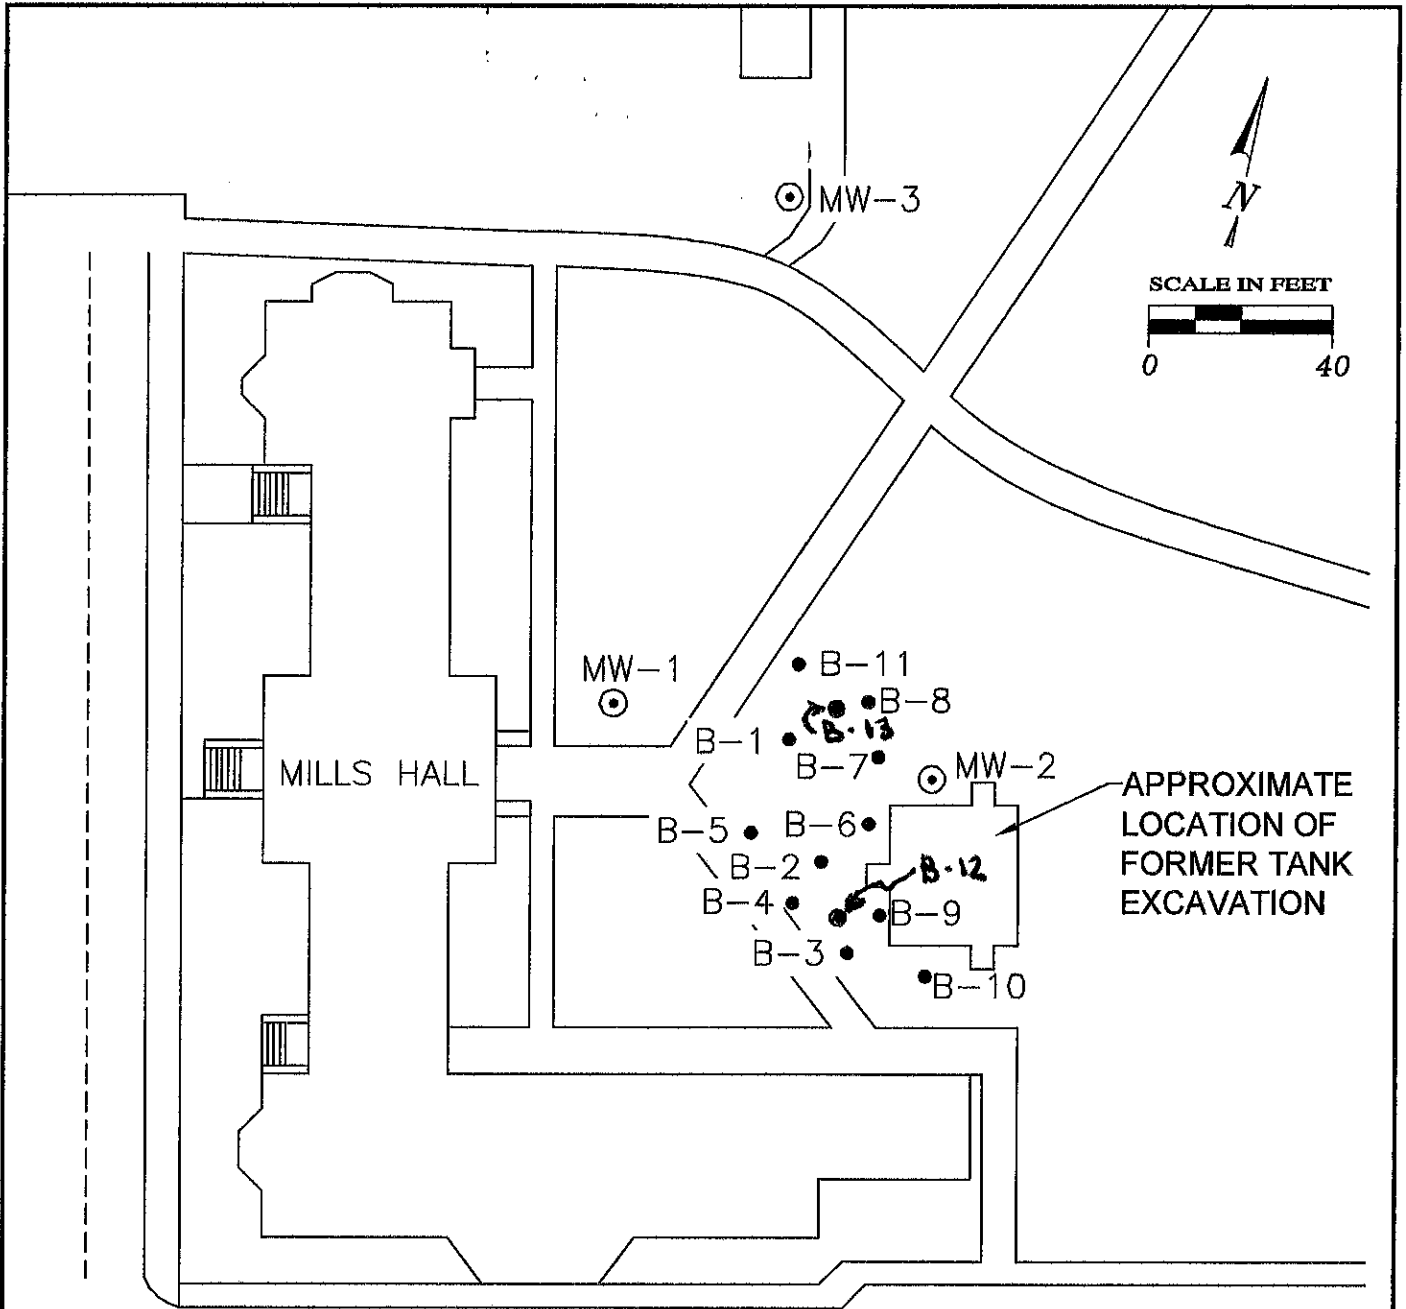 MW-3
N
SCALE IN FEET
0 40
MW-1
B-11
B-8
B-13
B-1
B-7
MILLS HALL
MW-2
APPROXIMATE
LOCATION OF
FORMER TANK
EXCAVATION
B-5
B-6
B-2
B-12
B-4
B-9
B-3
B-10